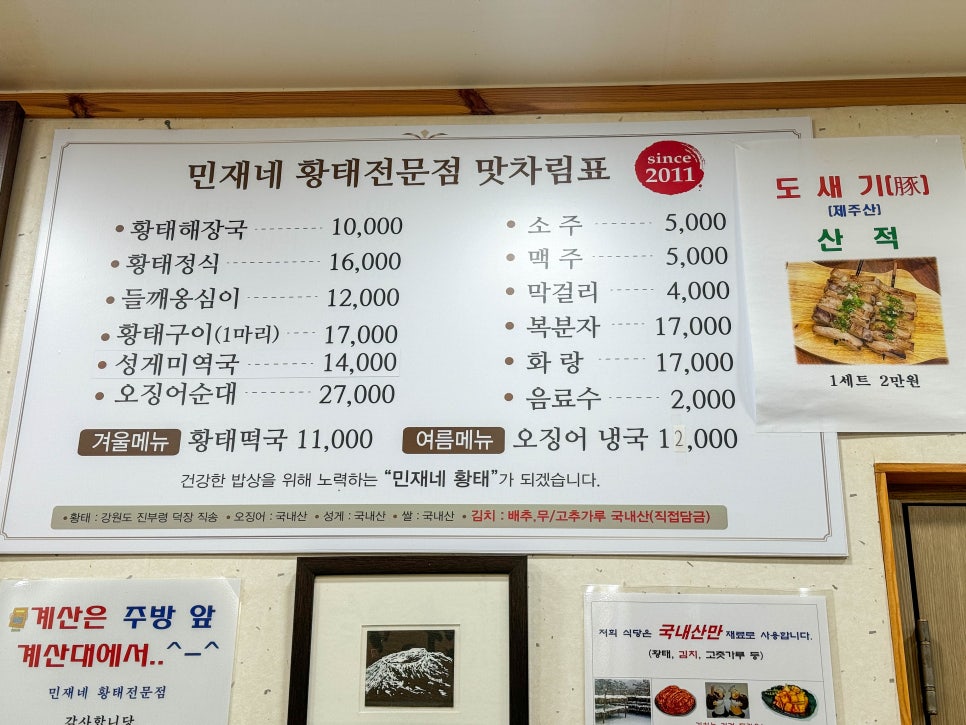 민재네 황태전문점 맛차림표
since 2011
• 황태해장국 10,000
• 황태정식 16,000
• 들깨옹심이 12,000
• 황태구이(1마리) 17,000
• 성게미역국 14,000
• 오징어순대 27,000
• 소 주 5,000
• 맥 주 5,000
• 막걸리 4,000
• 복분자 17,000
• 화 랑 17,000
• 음료수 2,000
겨울메뉴 황태떡국 11,000
여름메뉴 오징어 냉국 12,000
건강한 밥상을 위해 노력하는 “민재네 황태”가 되겠습니다.
• 황태 : 강원도 진부령 덕장 직송 • 오징어 : 국내산 • 성게 : 국내산 • 쌀 : 국내산 • 김치 : 배추,무/고추가루 국내산(직접담금)
도 새 기(豚)
(제주산)
산 적
1세트 2만원
계산은 주방 앞
계산대에서..^-^
민재네 황태전문점
감사합니다
저희 식당은 국내산만 재료로 사용합니다.
(황태, 김치, 고춧가루 등)